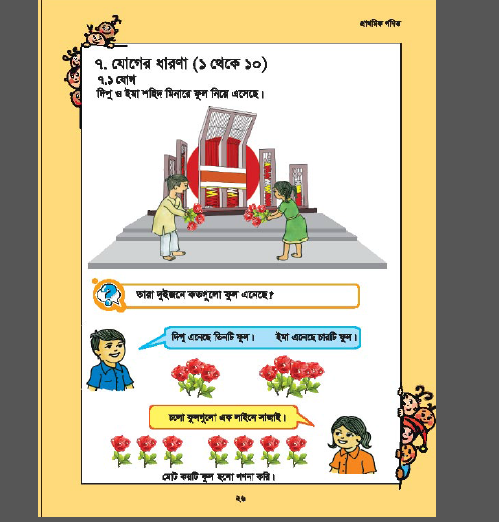 প্রাথমিক গণিত
৭. যোগের ধারণা (১ থেকে ১০)
৭.১ যোগ
দিপু ও ইমা শহিদ মিনারে ফুল নিয়ে এসেছে।
তারা দুইজনে কতগুলো ফুল এনেছে?
দিপু এনেছে তিনটি ফুল। ইমা এনেছে চারটি ফুল।
চলো ফুলগুলো এক লাইনে সাজাই।
মোট কয়টি ফুল হলো গণনা করি।
২৬